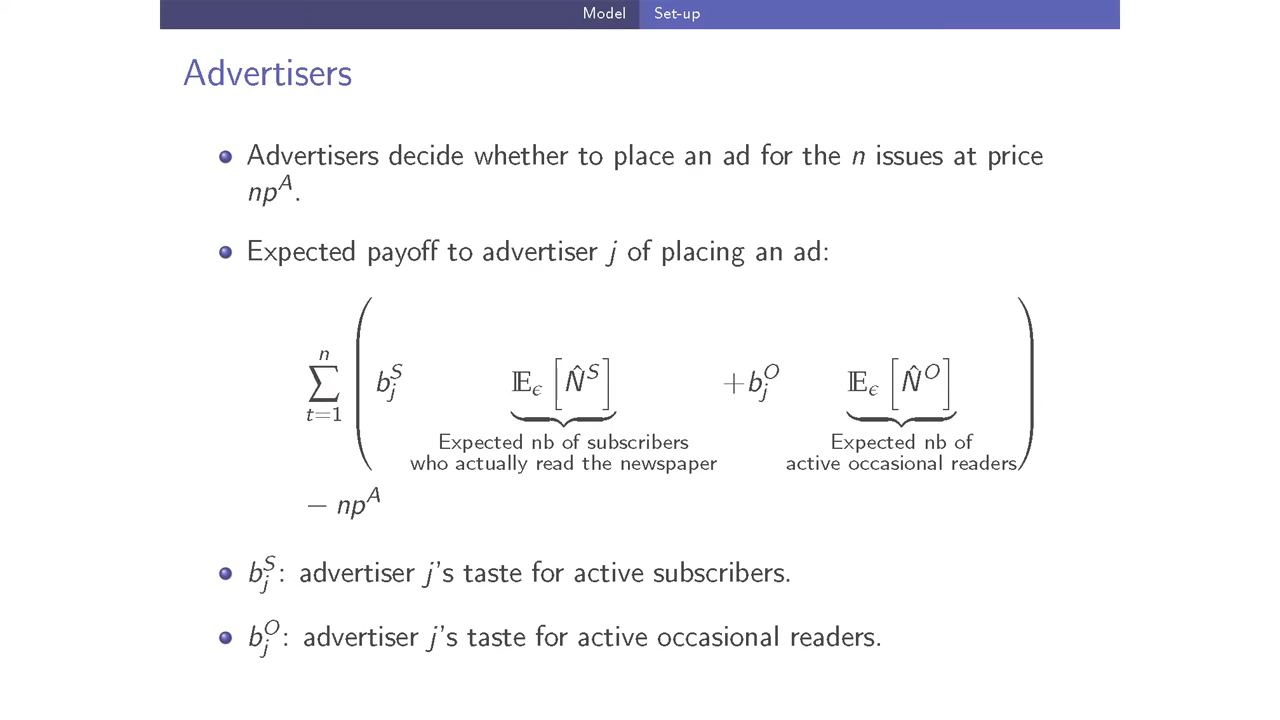 Model Set-up
Advertisers
Advertisers decide whether to place an ad for the n issues at price
np^A.
Expected payoff to advertiser j of placing an ad:
\sum_{t=1}^{n} ( b_j^S \underbrace{𝔼_ϵ [N̂^S]} + b_j^O \underbrace{𝔼_ϵ [N̂^O]} )
Expected nb of subscribers Expected nb of
who actually read the newspaper active occasional readers
− np^A
b_j^S: advertiser j's taste for active subscribers.
b_j^O: advertiser j's taste for active occasional readers.